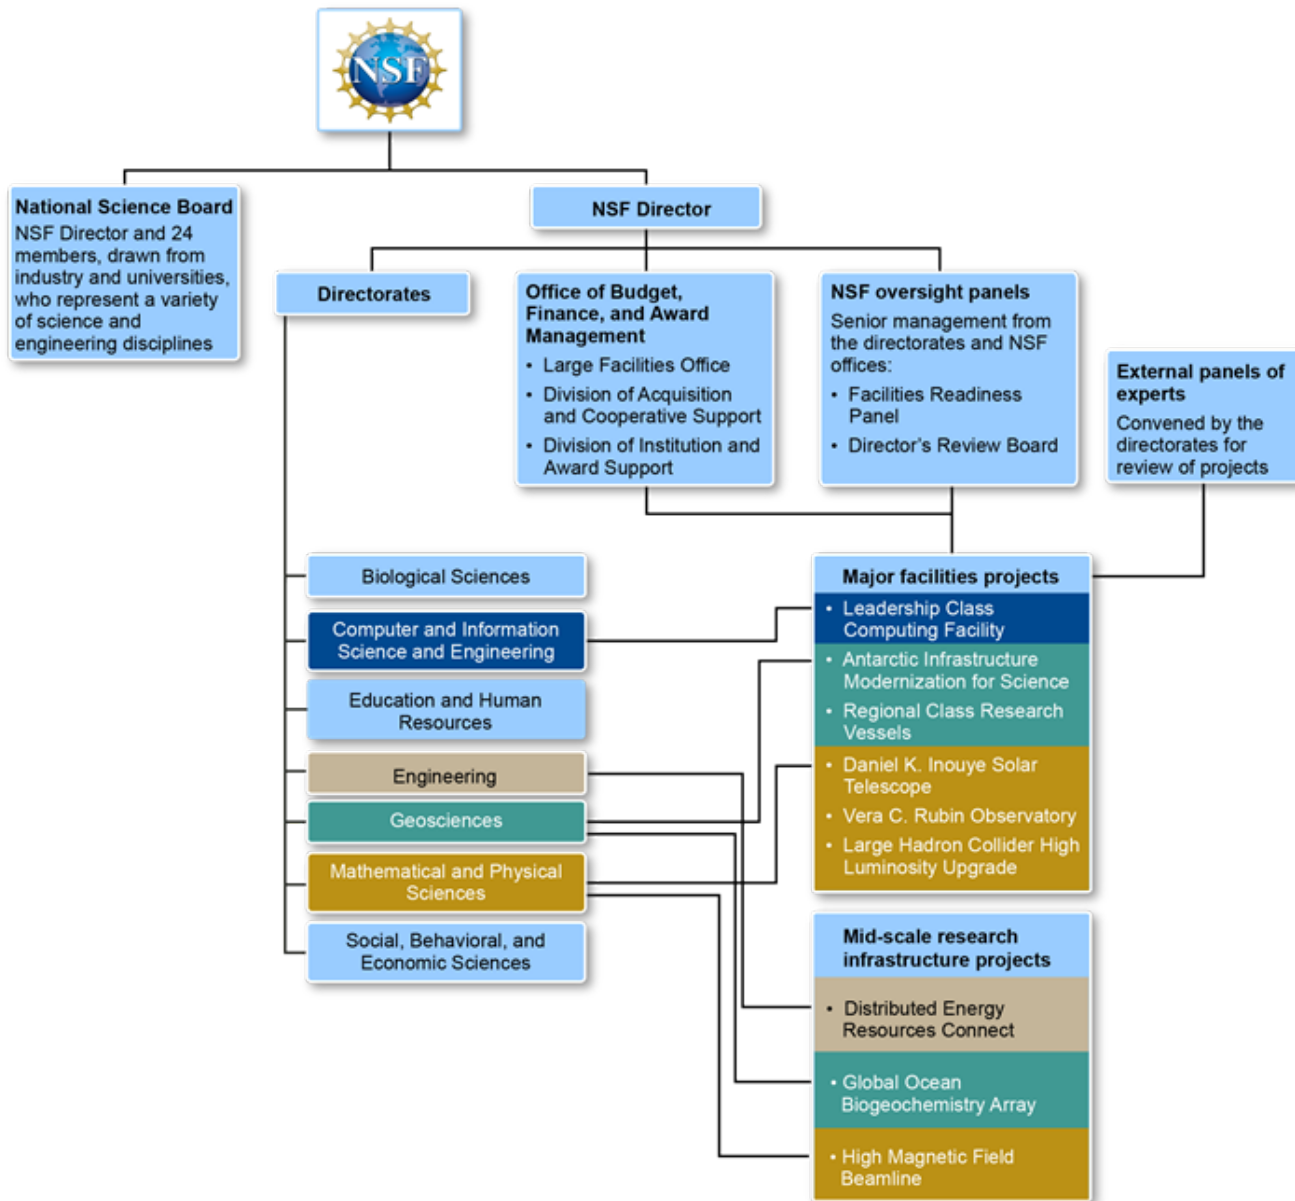 NSF
National Science Board
NSF Director and 24
members, drawn from
industry and universities,
who represent a variety
of science and
engineering disciplines
NSF Director
Directorates
Office of Budget,
Finance, and Award
Management
• Large Facilities Office
• Division of Acquisition
and Cooperative Support
• Division of Institution and
Award Support
NSF oversight panels
Senior management from
the directorates and NSF
offices:
• Facilities Readiness
Panel
• Director’s Review Board
External panels of
experts
Convened by the
directorates for
review of projects
Biological Sciences
Computer and Information
Science and Engineering
Education and Human
Resources
Engineering
Geosciences
Mathematical and Physical
Sciences
Social, Behavioral, and
Economic Sciences
Major facilities projects
• Leadership Class
Computing Facility
• Antarctic Infrastructure
Modernization for Science
• Regional Class Research
Vessels
• Daniel K. Inouye Solar
Telescope
• Vera C. Rubin Observatory
• Large Hadron Collider High
Luminosity Upgrade
Mid-scale research
infrastructure projects
• Distributed Energy
Resources Connect
• Global Ocean
Biogeochemistry Array
• High Magnetic Field
Beamline